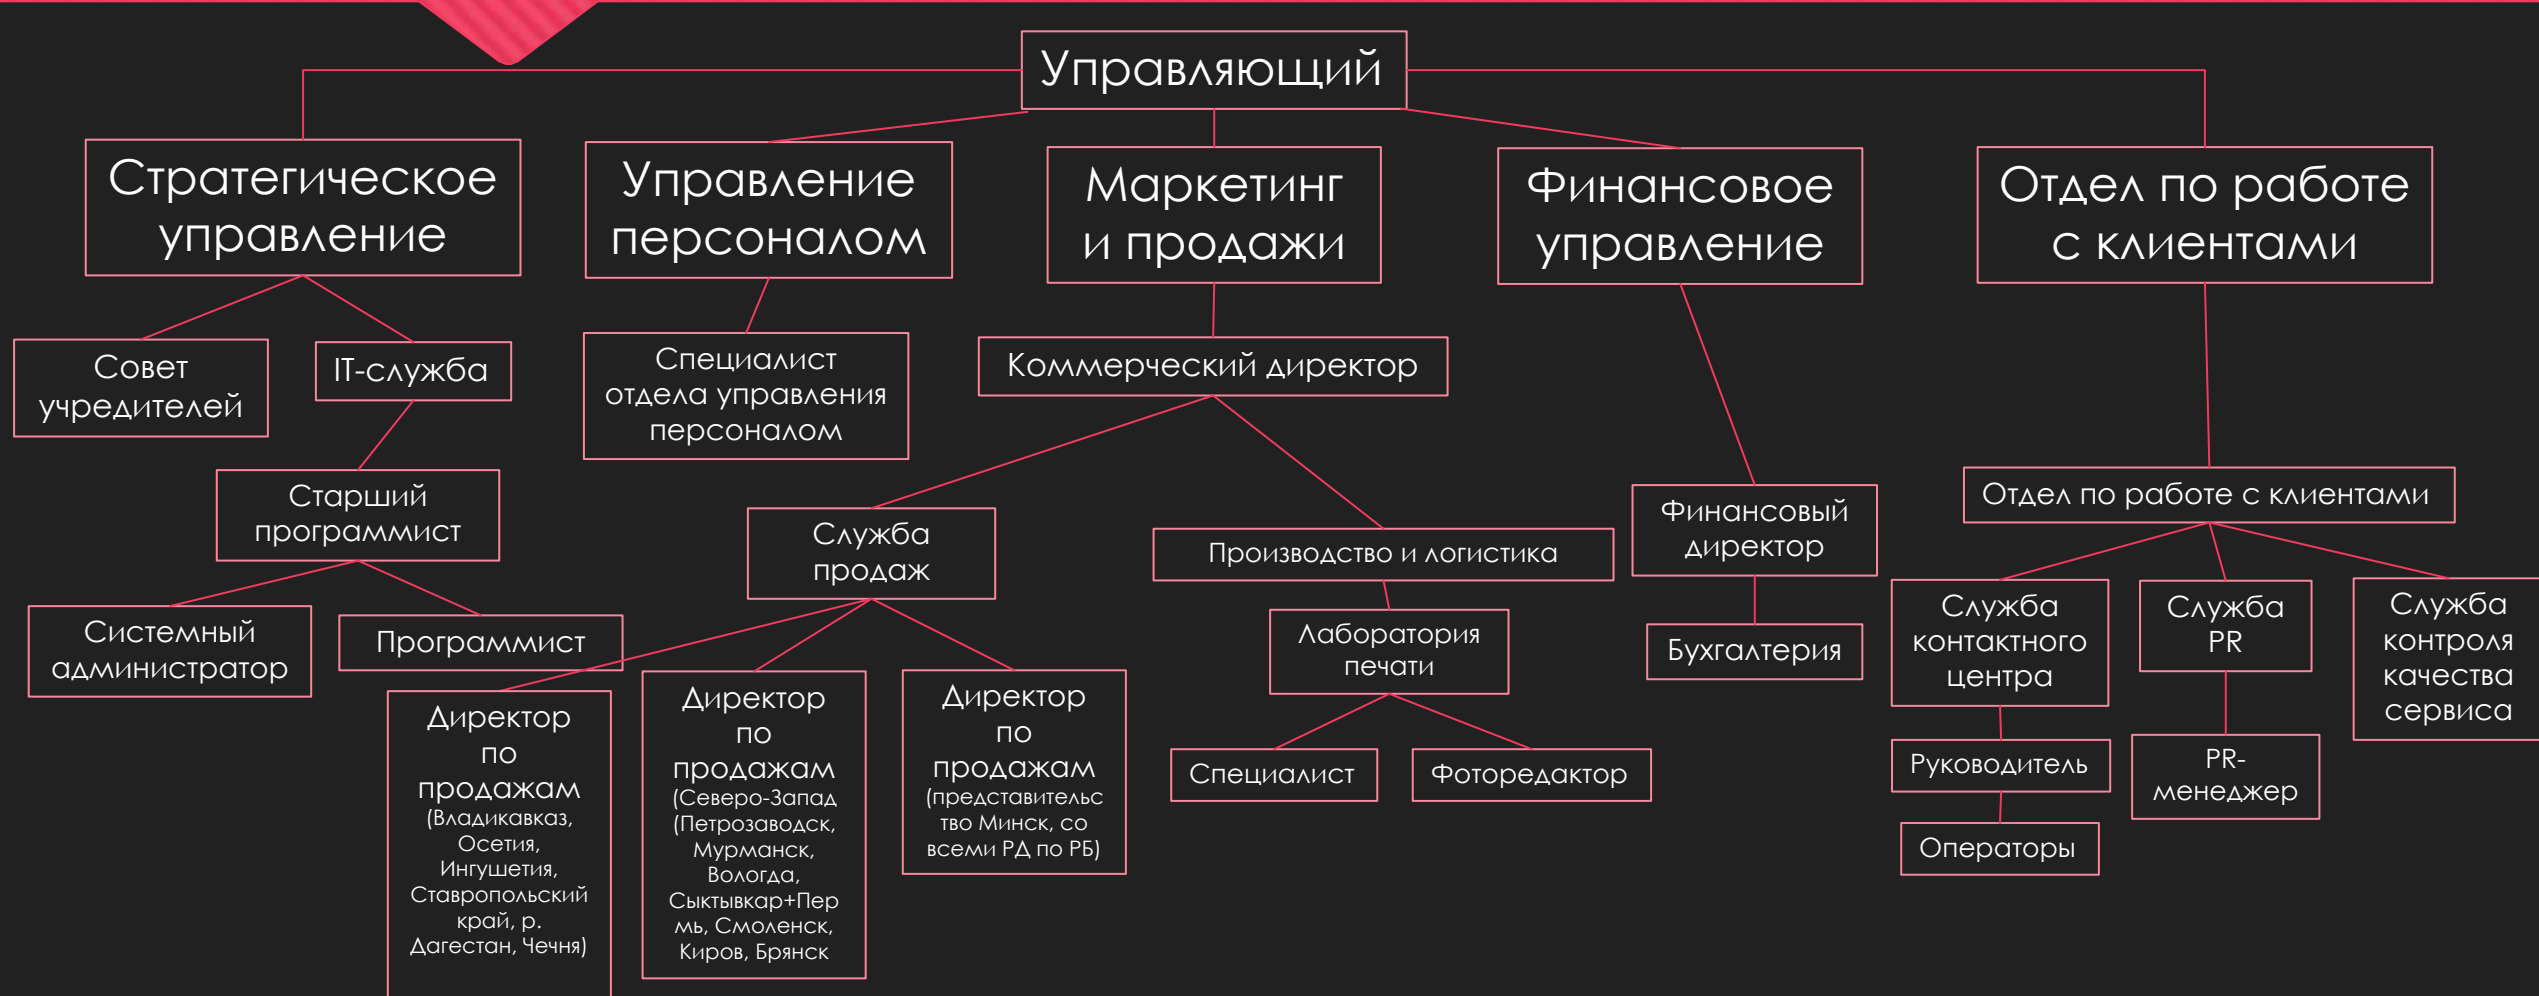 Управляющий
Стратегическое
управление
Управление
персоналом
Маркетинг
и продажи
Финансовое
управление
Отдел по работе
с клиентами
Совет
учредителей
IT-служба
Специалист
отдела управления
персоналом
Коммерческий директор
Старший
программист
Служба
продаж
Производство и логистика
Финансовый
директор
Отдел по работе с клиентами
Системный
администратор
Программист
Лаборатория
печати
Бухгалтерия
Служба
контактного
центра
Служба
PR
Служба
контроля
качества
сервиса
Директор
по
продажам
(Владикавказ,
Осетия,
Ингушетия,
Ставропольский
край, р.
Дагестан, Чечня)
Директор
по
продажам
(Северо-Запад
(Петрозаводск,
Мурманск,
Вологда,
Сыктывкар+Пер
мь, Смоленск,
Киров, Брянск
Директор
по
продажам
(представительс
тво Минск, со
всеми РД по РБ)
Специалист
Фоторедактор
Руководитель
PR-
менеджер
Операторы